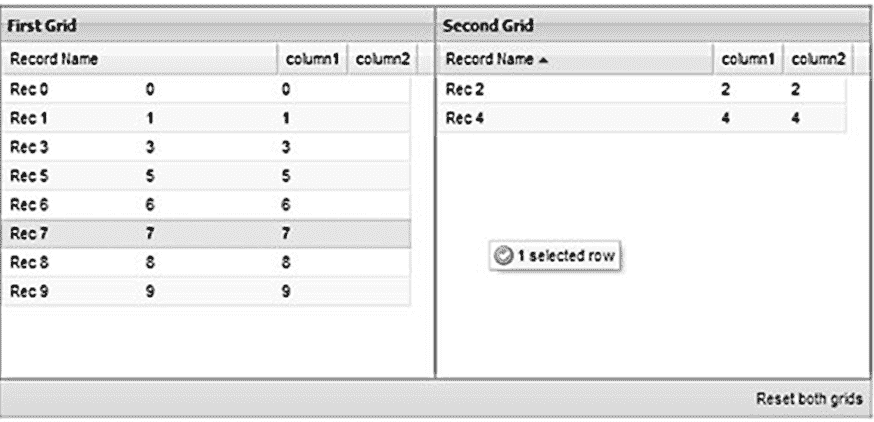 First Grid
Record Name column1 column2
Rec 0 0 0
Rec 1 1 1
Rec 3 3 3
Rec 5 5 5
Rec 6 6 6
Rec 7 7 7
Rec 8 8 8
Rec 9 9 9
Second Grid
Record Name column1 column2
Rec 2 2 2
Rec 4 4 4
1 selected row
Reset both grids